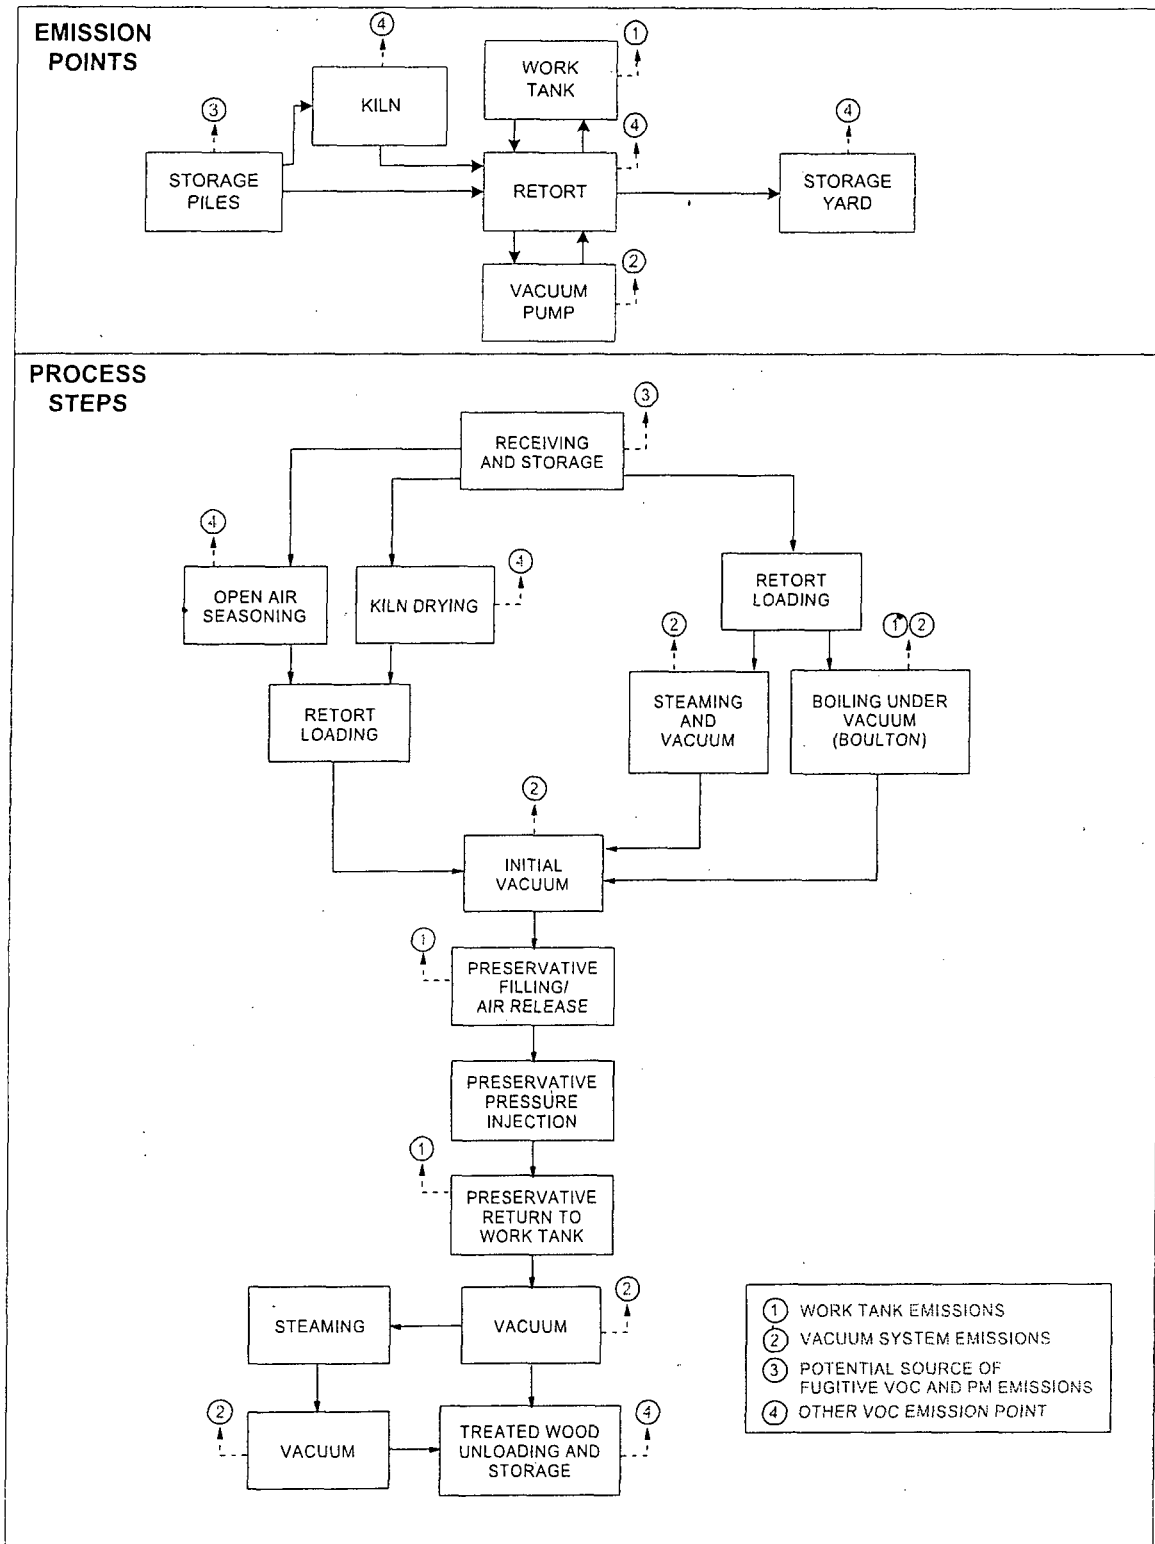 EMISSION
POINTS
④
①
WORK
TANK
KILN
③
④
④
STORAGE
PILES
RETORT
STORAGE
YARD
②
VACUUM
PUMP
PROCESS
STEPS
③
RECEIVING
AND STORAGE
④
④
OPEN AIR
SEASONING
KILN DRYING
RETORT
LOADING
②
① ②
RETORT
LOADING
STEAMING
AND
VACUUM
BOILING UNDER
VACUUM
(BOULTON)
②
INITIAL
VACUUM
①
PRESERVATIVE
FILLING/
AIR RELEASE
PRESERVATIVE
PRESSURE
INJECTION
①
PRESERVATIVE
RETURN TO
WORK TANK
STEAMING
VACUUM
②
②
VACUUM
TREATED WOOD
UNLOADING AND
STORAGE
④
① WORK TANK EMISSIONS
② VACUUM SYSTEM EMISSIONS
③ POTENTIAL SOURCE OF
FUGITIVE VOC AND PM EMISSIONS
④ OTHER VOC EMISSION POINT